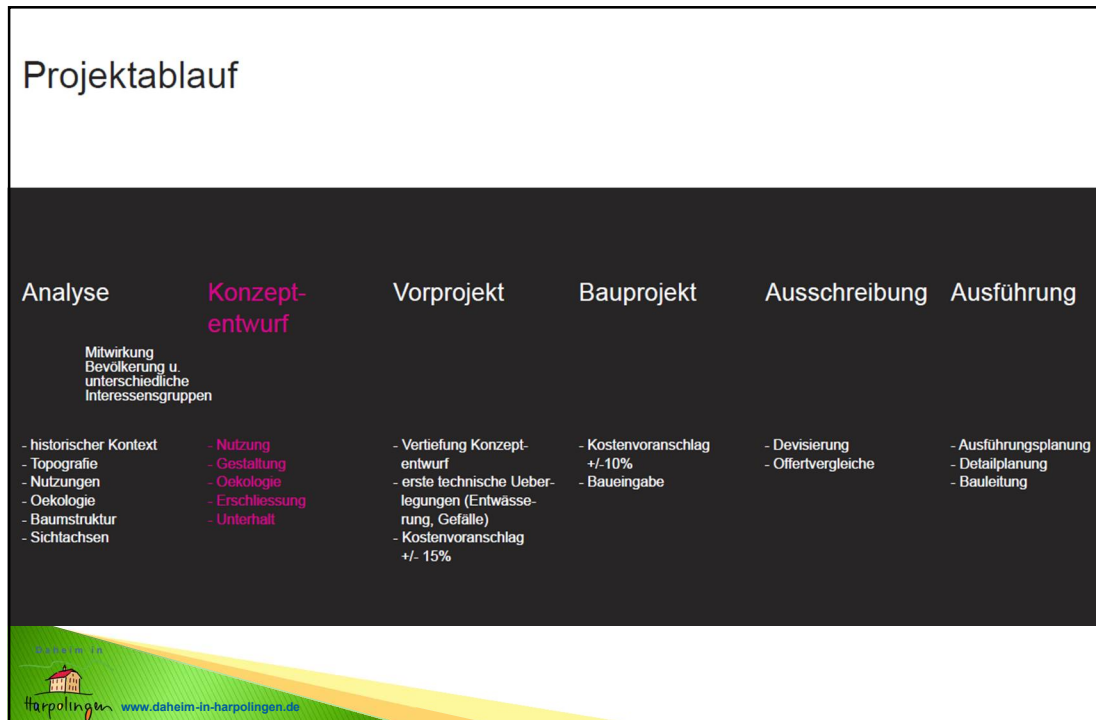 Projektablauf
Analyse
Konzept-
entwurf
Vorprojekt
Bauprojekt
Ausschreibung
Ausführung
Mitwirkung
Bevölkerung u.
unterschiedliche
Interessensgruppen
- historischer Kontext
- Topografie
- Nutzungen
- Oekologie
- Baumstruktur
- Sichtachsen
- Nutzung
- Gestaltung
- Oekologie
- Erschliessung
- Unterhalt
- Vertiefung Konzept-
entwurf
- erste technische Ueber-
legungen (Entwässe-
rung, Gefälle)
- Kostenvoranschlag
+/- 15%
- Kostenvoranschlag
+/-10%
- Baueingabe
- Devisierung
- Offertvergleiche
- Ausführungsplanung
- Detailplanung
- Bauleitung
Daheim in
Harpolingen
www.daheim-in-harpolingen.de